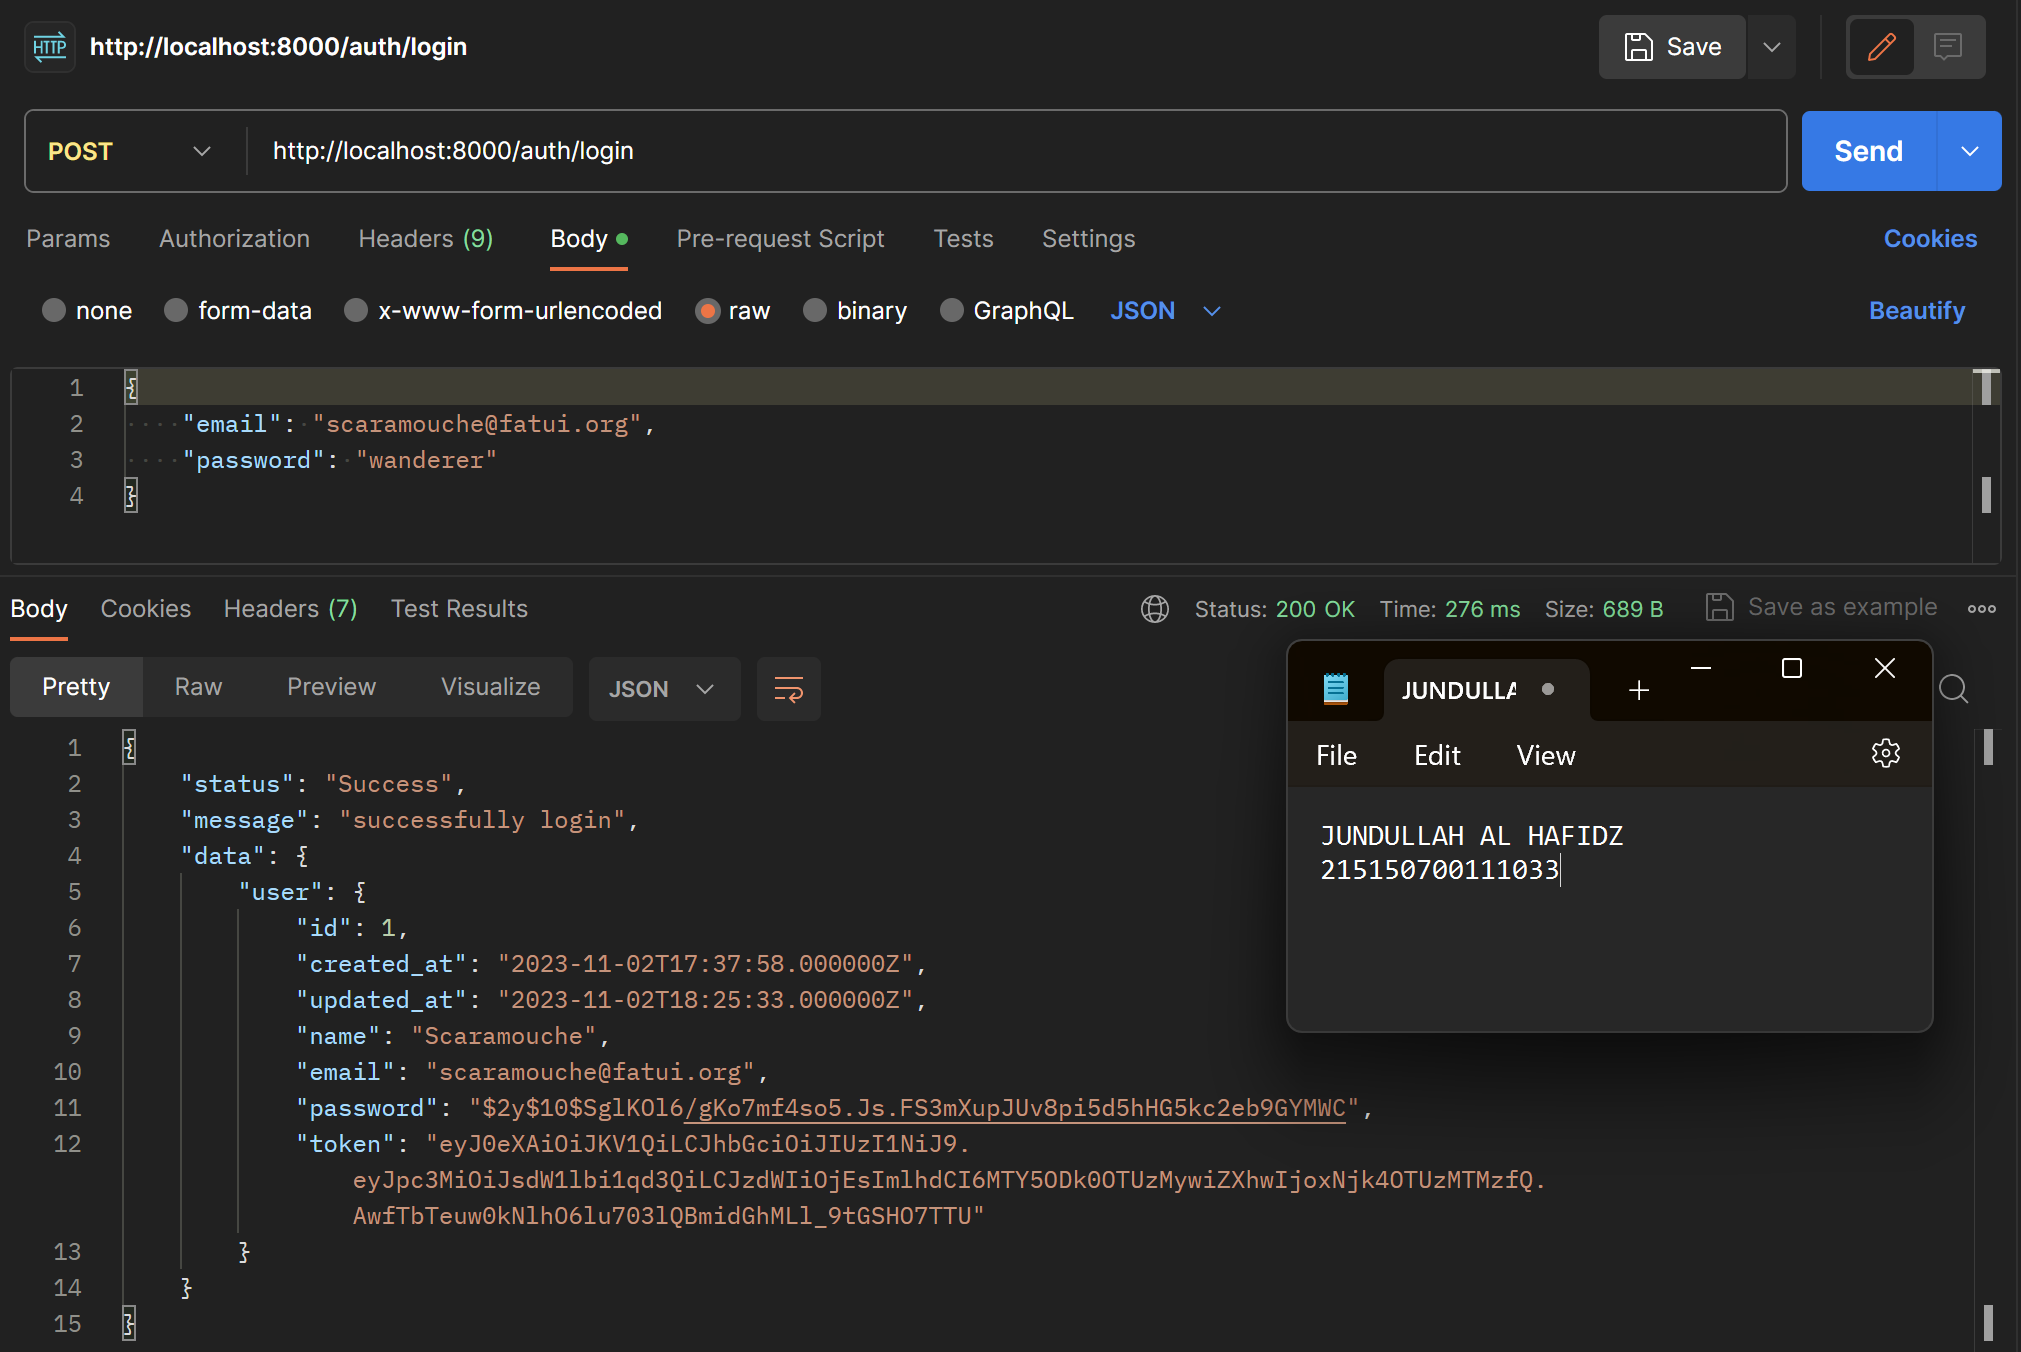 HTTP http://localhost:8000/auth/login Save
POST http://localhost:8000/auth/login Send
Params Authorization Headers (9) Body Pre-request Script Tests Settings Cookies
none form-data x-www-form-urlencoded raw binary GraphQL JSON Beautify
1 {
2 "email": "scaramouche@fatui.org",
3 "password": "wanderer"
4 }
Body Cookies Headers (7) Test Results Status: 200 OK Time: 276 ms Size: 689 B Save as example
Pretty Raw Preview Visualize JSON
1 {
2 "status": "Success",
3 "message": "successfully login",
4 "data": {
5 "user": {
6 "id": 1,
7 "created_at": "2023-11-02T17:37:58.000000Z",
8 "updated_at": "2023-11-02T18:25:33.000000Z",
9 "name": "Scaramouche",
10 "email": "scaramouche@fatui.org",
11 "password": "$2y$10$SglKOl6/gKo7mf4so5.Js.FS3mXupJUv8pi5d5hHG5kc2eb9GYMWC",
12 "token": "eyJ0eXAiOiJKV1QiLCJhbGciOiJIUzI1NiJ9.
eyJpc3MiOiJsdW1lbi1qd3QiLCJzdWIiOjEsImlhdCI6MTY5ODk0OTUzMywiZXhwIjoxNjk4OTUzMTMzfQ.
AwfTbTeuw0kNlhO6lu703lQBmidGhMLl_9tGSHO7TTU"
13 }
14 }
15 }
JUNDULLA
File Edit View
JUNDULLAH AL HAFIDZ
215150700111033